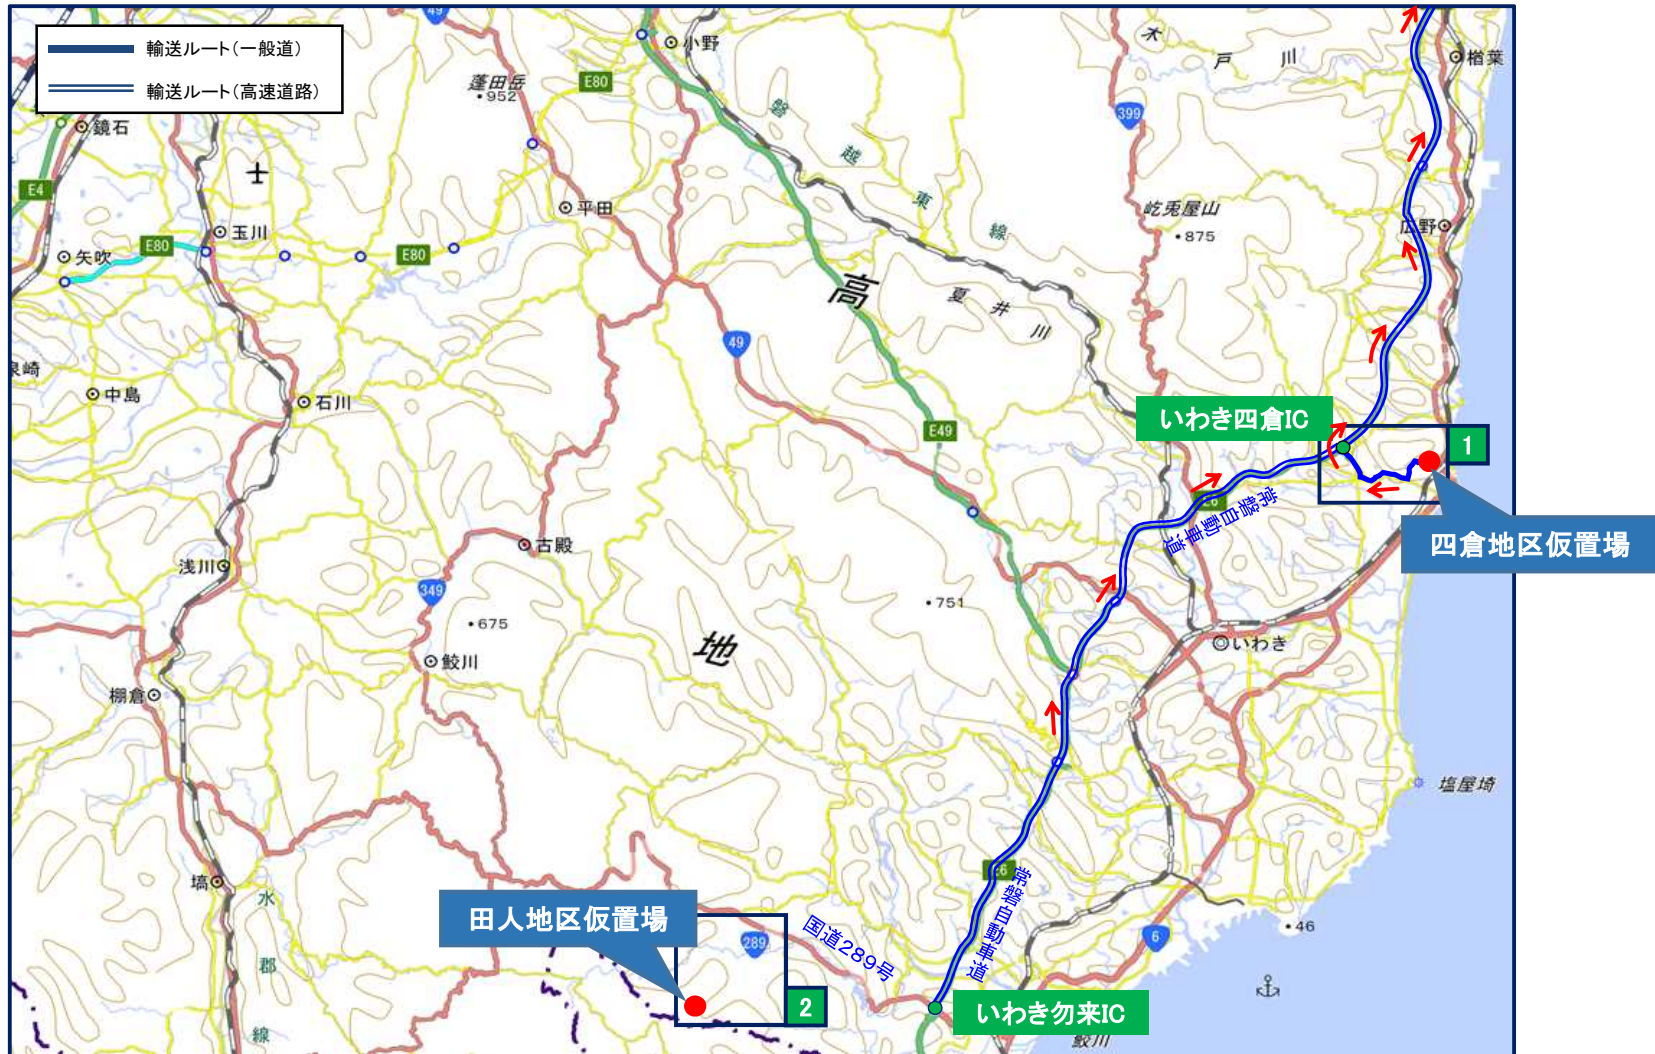 輸送ルート(一般道)
輸送ルート(高速道路)
49
小野
木
戸
川
楢葉
蓬田岳
・952
E80
399
磐
越
東
線
鏡石
E4
平田
屹兎屋山
・875
広野
玉川
E80
E80
矢吹
高
夏
井
川
49
泉崎
中島
石川
いわき四倉IC
E49
1
E6
常磐自動車道
四倉地区仮置場
古殿
浅川
349
・675
・751
地
いわき
鮫川
棚倉
塩屋埼
E6
常磐自動車道
塙
水
郡
線
田人地区仮置場
289
国道289号
6
・46
2
いわき勿来IC
鮫川